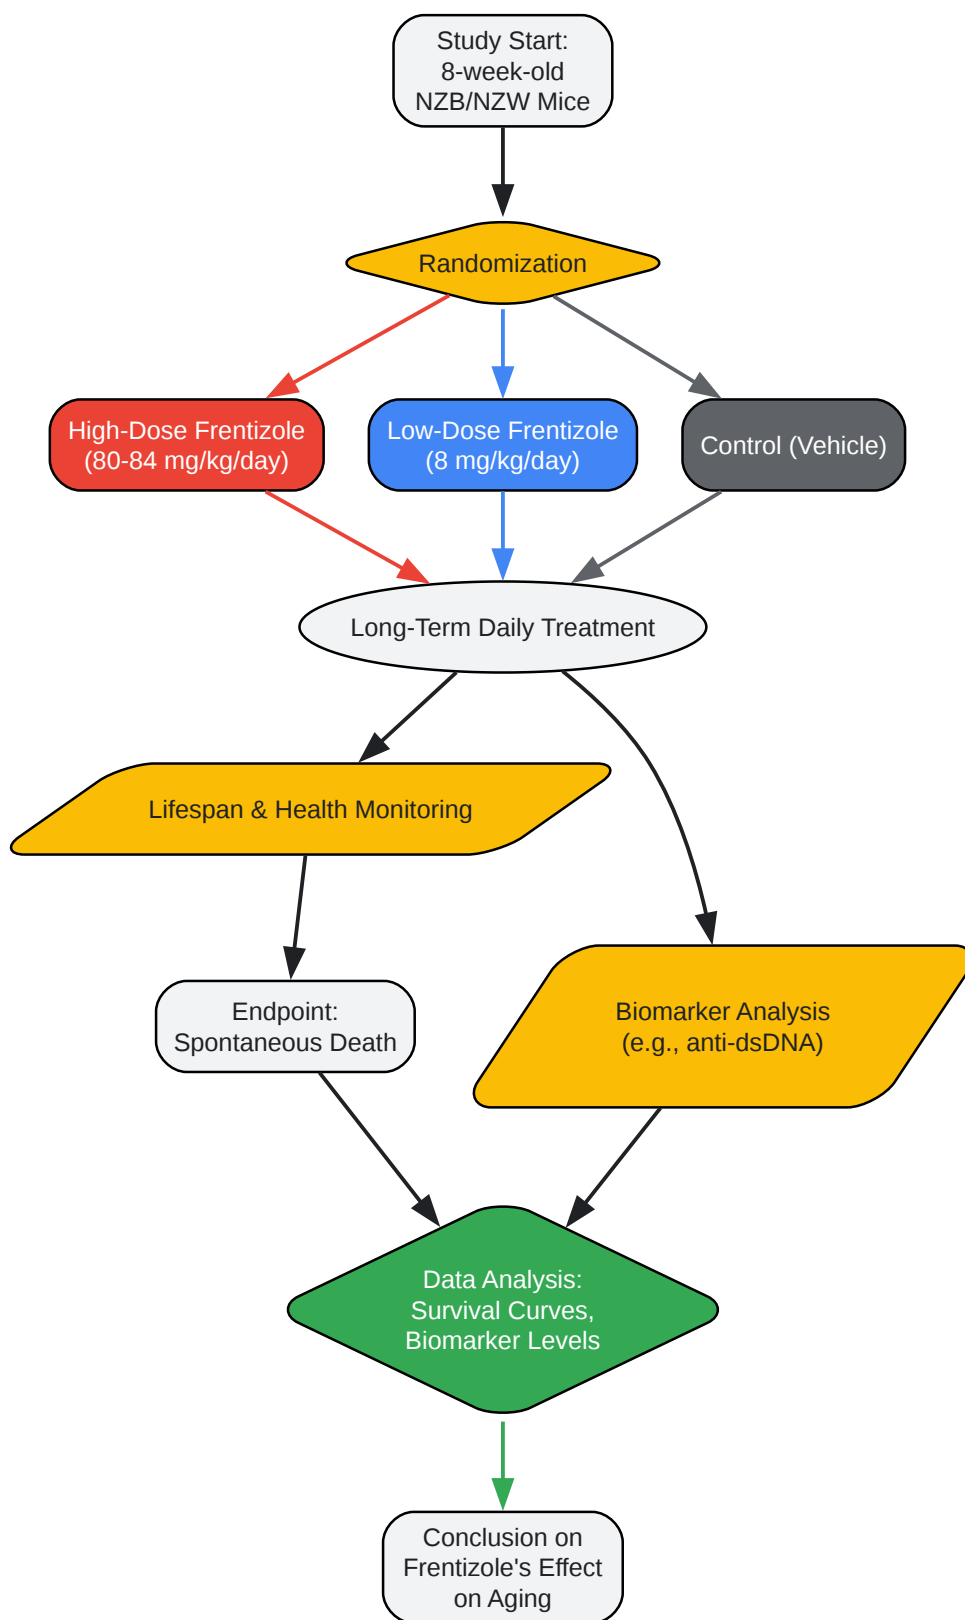 Study Start:
8-week-old
NZB/NZW Mice
Randomization
High-Dose Frentizole
(80-84 mg/kg/day)
Low-Dose Frentizole
(8 mg/kg/day)
Control (Vehicle)
Long-Term Daily Treatment
Lifespan & Health Monitoring
Endpoint:
Spontaneous Death
Biomarker Analysis
(e.g., anti-dsDNA)
Data Analysis:
Survival Curves,
Biomarker Levels
Conclusion on
Frentizole's Effect
on Aging